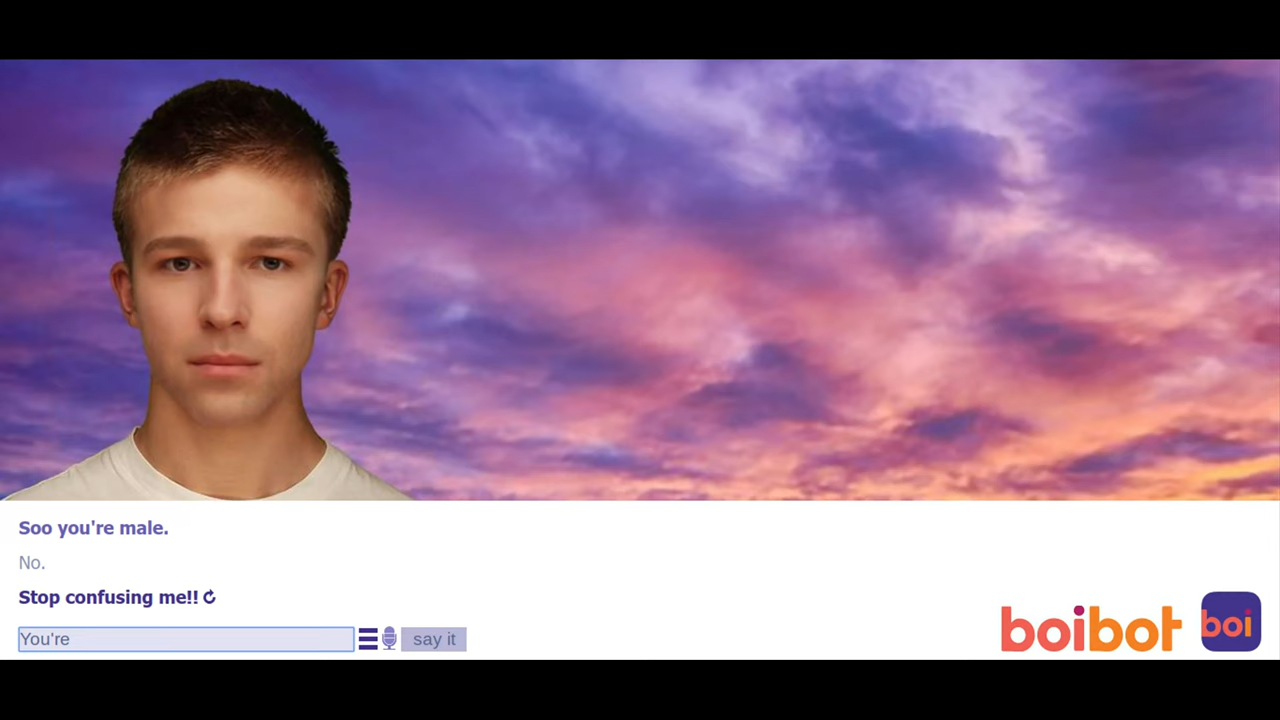 Soo you're male.
No.
Stop confusing me!!
You're
say it
boibot
boi